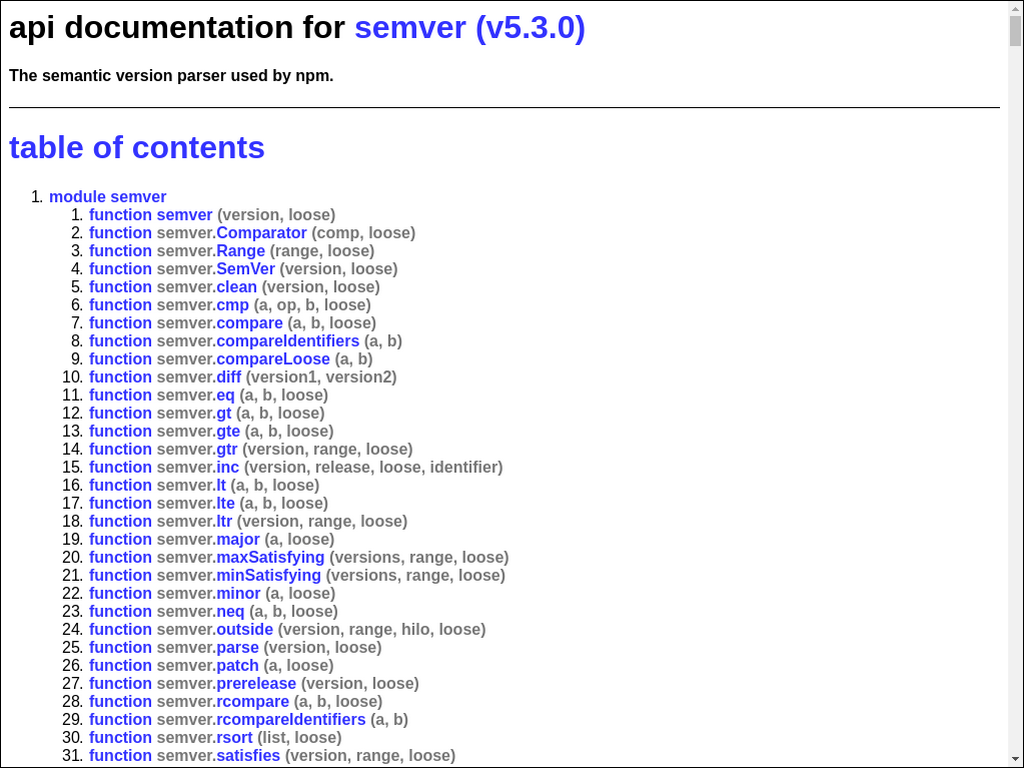 api documentation for semver (v5.3.0)
The semantic version parser used by npm.
table of contents
1. module semver
1. function semver (version, loose)
2. function semver.Comparator (comp, loose)
3. function semver.Range (range, loose)
4. function semver.SemVer (version, loose)
5. function semver.clean (version, loose)
6. function semver.cmp (a, op, b, loose)
7. function semver.compare (a, b, loose)
8. function semver.compareIdentifiers (a, b)
9. function semver.compareLoose (a, b)
10. function semver.diff (version1, version2)
11. function semver.eq (a, b, loose)
12. function semver.gt (a, b, loose)
13. function semver.gte (a, b, loose)
14. function semver.gtr (version, range, loose)
15. function semver.inc (version, release, loose, identifier)
16. function semver.lt (a, b, loose)
17. function semver.lte (a, b, loose)
18. function semver.ltr (version, range, loose)
19. function semver.major (a, loose)
20. function semver.maxSatisfying (versions, range, loose)
21. function semver.minSatisfying (versions, range, loose)
22. function semver.minor (a, loose)
23. function semver.neq (a, b, loose)
24. function semver.outside (version, range, hilo, loose)
25. function semver.parse (version, loose)
26. function semver.patch (a, loose)
27. function semver.prerelease (version, loose)
28. function semver.rcompare (a, b, loose)
29. function semver.rcompareIdentifiers (a, b)
30. function semver.rsort (list, loose)
31. function semver.satisfies (version, range, loose)